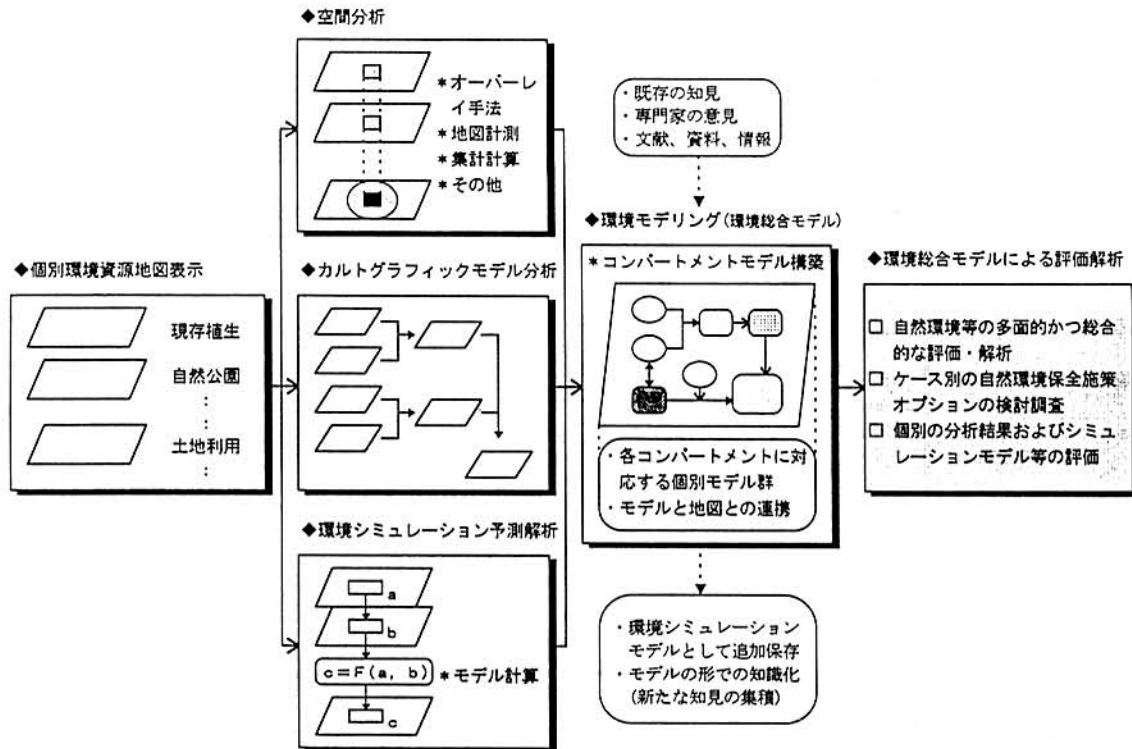 ◆空間分析
＊オーバーレ
イ手法
＊地図計測
＊集計計算
＊その他
・既存の知見
・専門家の意見
・文献、資料、情報
◆個別環境資源地図表示
現存植生
自然公園
⋮
土地利用
⋮
◆カルトグラフィックモデル分析
◆環境シミュレーション予測解析
a
b
c＝F(a, b)
＊モデル計算
c
◆環境モデリング(環境総合モデル)
＊コンパートメントモデル構築
・各コンパートメントに対
応する個別モデル群
・モデルと地図との連携
・環境シミュレーション
モデルとして追加保存
・モデルの形での知識化
(新たな知見の集積)
◆環境総合モデルによる評価解析
□ 自然環境等の多面的かつ総合
的な評価・解析
□ ケース別の自然環境保全施策
オプションの検討調査
□ 個別の分析結果およびシミュ
レーションモデル等の評価